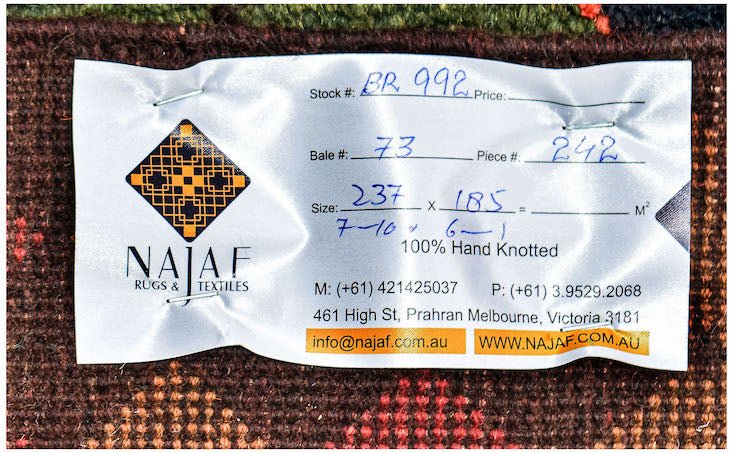 Stock #: BR 992 Price:
Bale #: 73 Piece #: 242
Size: 237 X 185 = M²
7-10 x 6-1
100% Hand Knotted
NAJAF
RUGS & TEXTILES
M: (+61) 421425037 P: (+61) 3.9529.2068
461 High St, Prahran Melbourne, Victoria 3181
info@najaf.com.au WWW.NAJAF.COM.AU